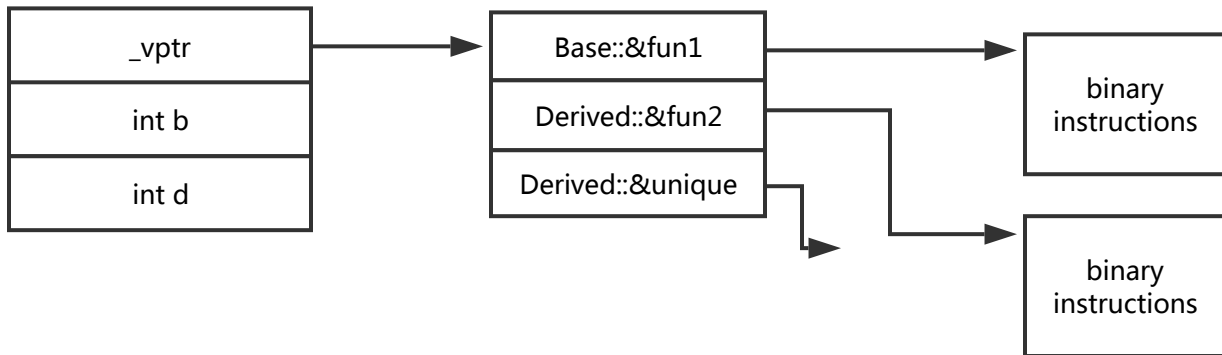 _vptr
int b
int d
Base::&fun1
Derived::&fun2
Derived::&unique
binary
instructions
binary
instructions